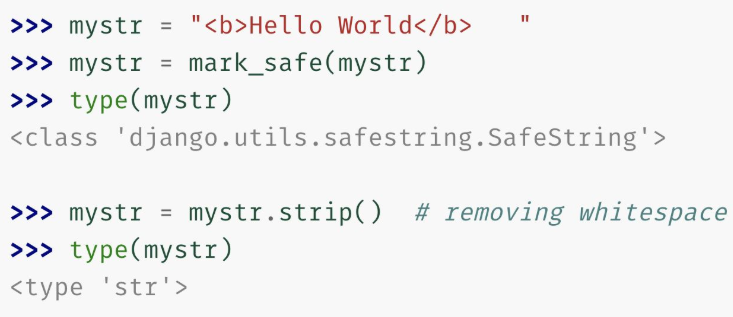 >>> mystr = "<b>Hello World</b>   "
>>> mystr = mark_safe(mystr)
>>> type(mystr)
<class 'django.utils.safestring.SafeString'>

>>> mystr = mystr.strip()  # removing whitespace
>>> type(mystr)
<type 'str'>